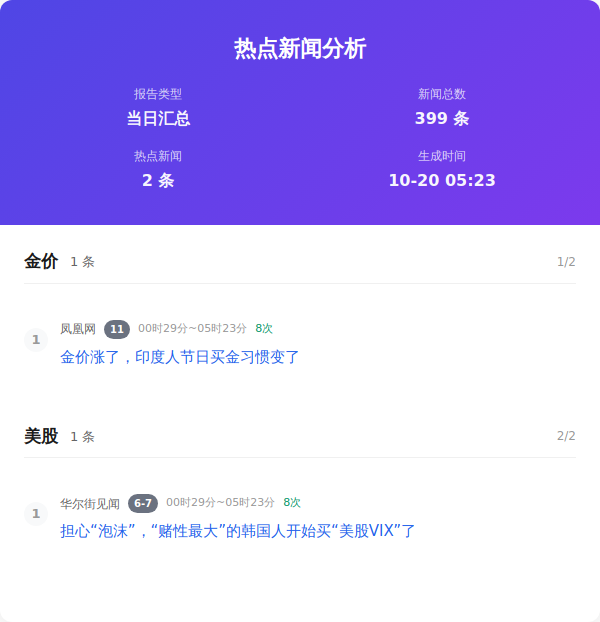 热点新闻分析
报告类型
当日汇总
新闻总数
399 条
热点新闻
2 条
生成时间
10-20 05:23
金价 1 条 1/2
1 凤凰网 11 00时29分~05时23分 8次
金价涨了，印度人节日买金习惯变了
美股 1 条 2/2
1 华尔街见闻 6-7 00时29分~05时23分 8次
担心“泡沫”，“赌性最大”的韩国人开始买“美股VIX”了